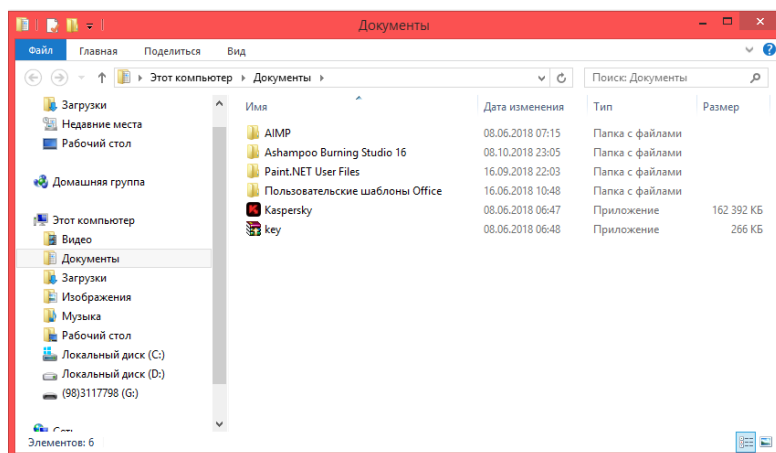 Документы
Файл Главная Поделиться Вид
Этот компьютер Документы Поиск: Документы
Загрузки
Недавние места
Рабочий стол
Домашняя группа
Этот компьютер
Видео
Документы
Загрузки
Изображения
Музыка
Рабочий стол
Локальный диск (C:)
Локальный диск (D:)
(98)3117798 (G:)
Сеть
Имя Дата изменения Тип Размер
AIMP 08.06.2018 07:15 Папка с файлами
Ashampoo Burning Studio 16 08.10.2018 23:05 Папка с файлами
Paint.NET User Files 16.09.2018 22:03 Папка с файлами
Пользовательские шаблоны Office 16.06.2018 10:48 Папка с файлами
Kaspersky 08.06.2018 06:47 Приложение 162 392 КБ
key 08.06.2018 06:48 Приложение 266 КБ
Элементов: 6